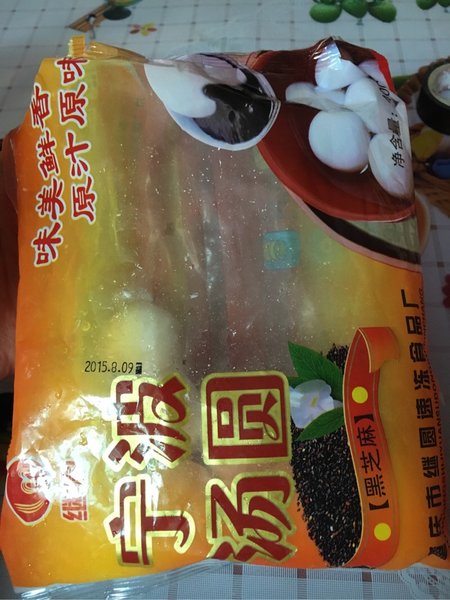 味美鲜香
原汁原味
净含量:
2015.8.09
宁波
汤圆
【黑芝麻】
庆市继圆速冻食品厂